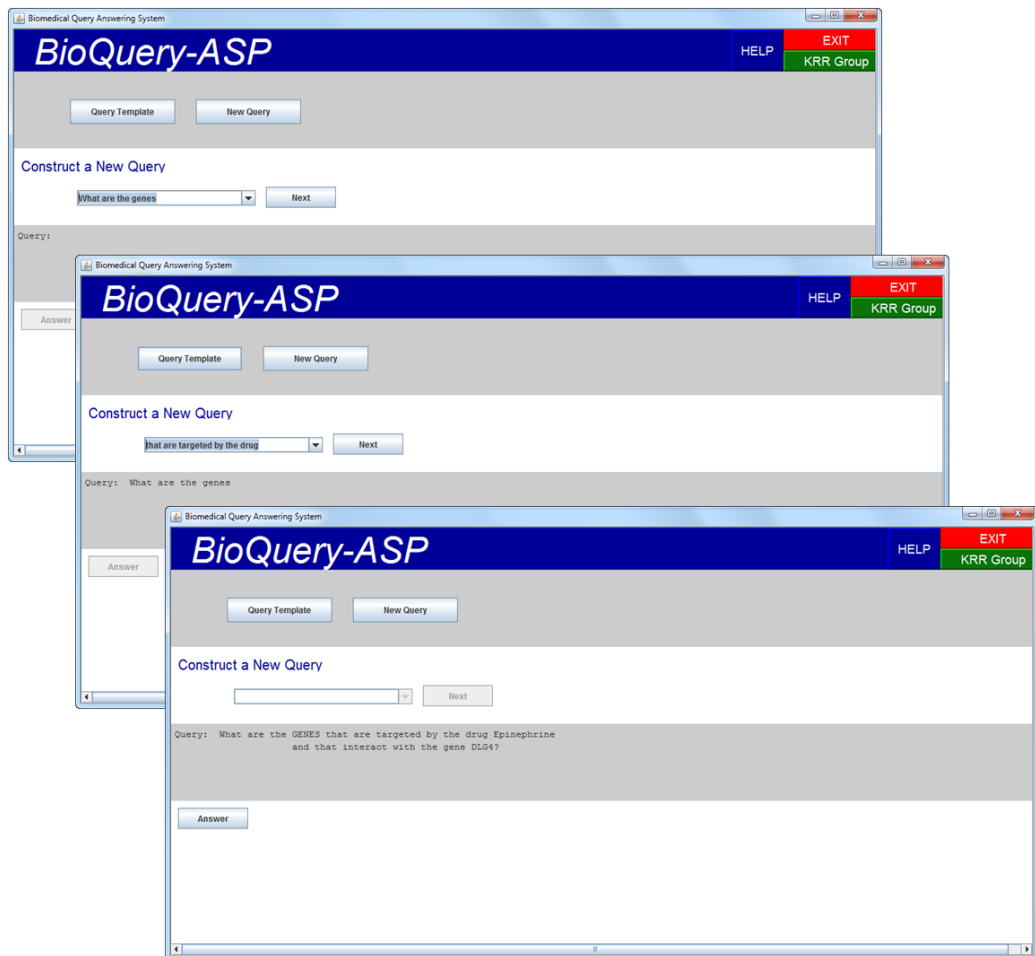 Biomedical Query Answering System
BioQuery-ASP
HELP
EXIT
KRR Group
Query Template
New Query
Construct a New Query
What are the genes
Next
Query:
Answer
Biomedical Query Answering System
BioQuery-ASP
HELP
EXIT
KRR Group
Query Template
New Query
Construct a New Query
that are targeted by the drug
Next
Query: What are the genes
Answer
Biomedical Query Answering System
BioQuery-ASP
HELP
EXIT
KRR Group
Query Template
New Query
Construct a New Query
Next
Query: What are the GENES that are targeted by the drug Epinephrine
and that interact with the gene DLG4?
Answer